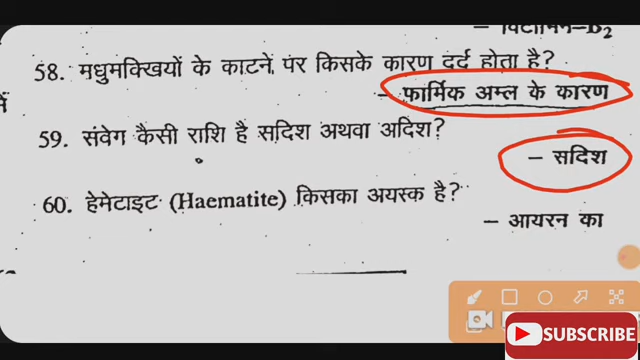 – विटामिन–B₂
58. मधुमक्खियों के काटने पर किसके कारण दर्द होता है?
– फार्मिक अम्ल के कारण
में
59. संवेग कैसी राशि है सदिश अथवा अदिश?
– सदिश
60. हेमेटाइट (Haematite) किसका अयस्क है?
– आयरन का
SUBSCRIBE